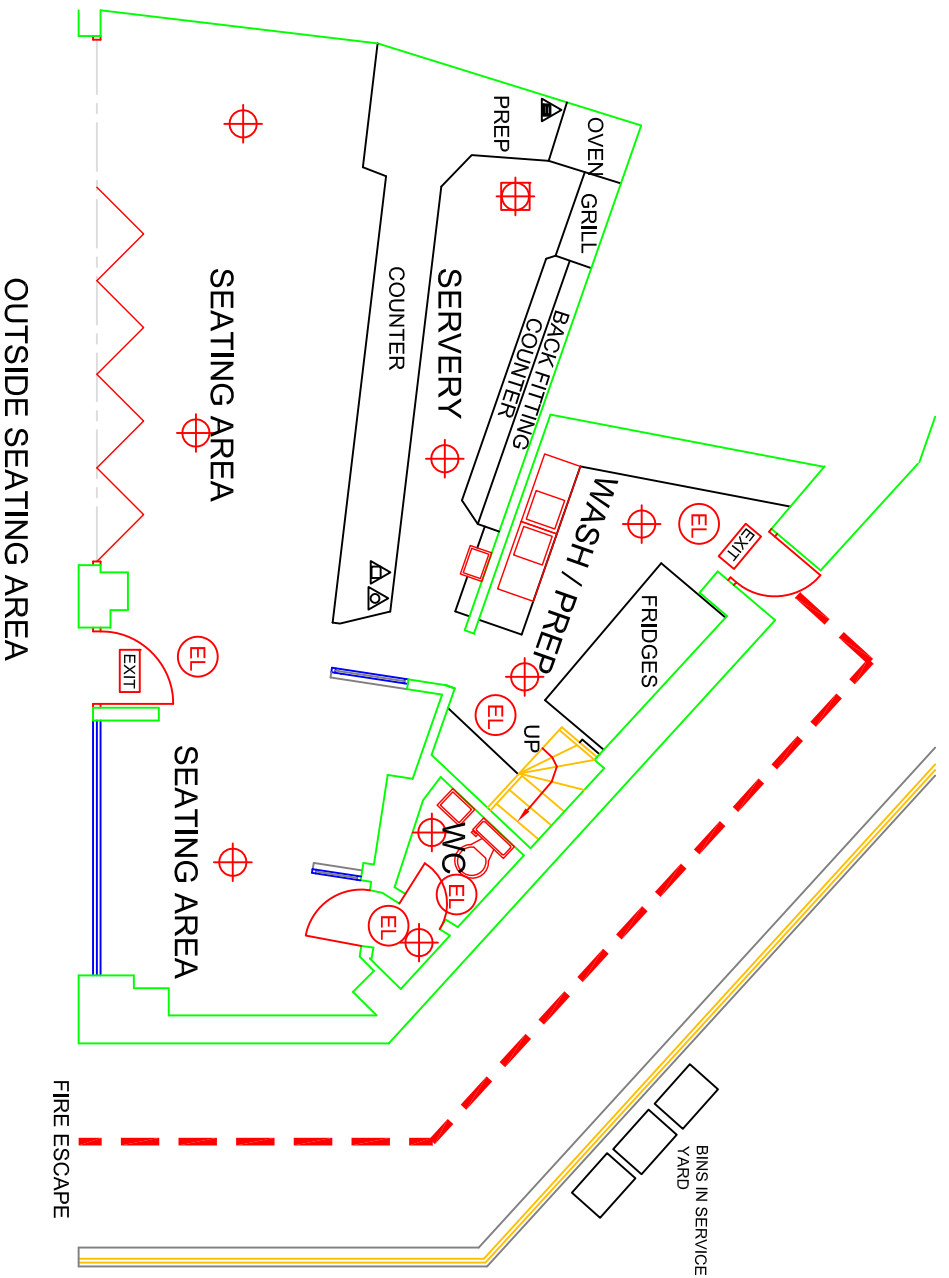 OVEN
PREP
GRILL
BACK FITTING
COUNTER
SERVERY
COUNTER
SEATING AREA
OUTSIDE SEATING AREA
WASH / PREP
EL
EXIT
FRIDGES
EL
UP
EL
EXIT
WC
EL
EL
SEATING AREA
FIRE ESCAPE
BINS IN SERVICE
YARD